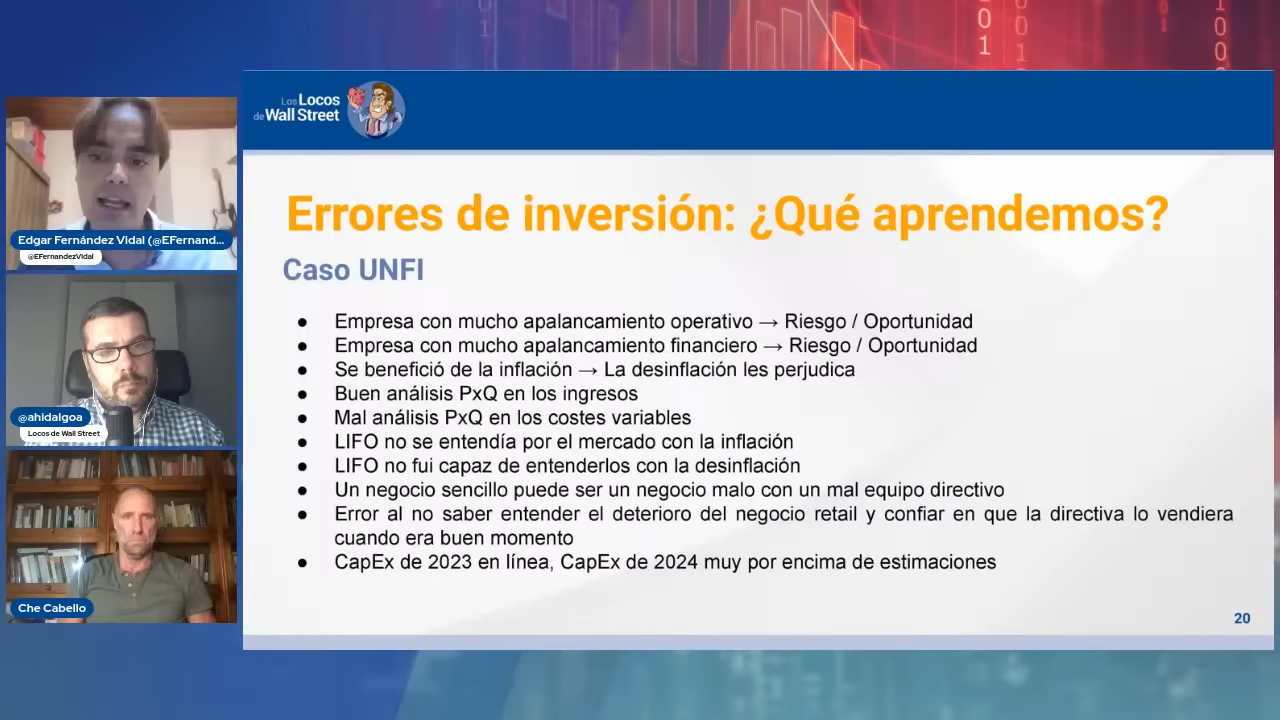 Los Locos
de Wall Street
Edgar Fernández Vidal (@EFernand...
@EFernandezVidal
@ahidalgoa
Locos de Wall Street
Che Cabello
Errores de inversión: ¿Qué aprendemos?
Caso UNFI
● Empresa con mucho apalancamiento operativo → Riesgo / Oportunidad
● Empresa con mucho apalancamiento financiero → Riesgo / Oportunidad
● Se benefició de la inflación → La desinflación les perjudica
● Buen análisis PxQ en los ingresos
● Mal análisis PxQ en los costes variables
● LIFO no se entendía por el mercado con la inflación
● LIFO no fui capaz de entenderlos con la desinflación
● Un negocio sencillo puede ser un negocio malo con un mal equipo directivo
● Error al no saber entender el deterioro del negocio retail y confiar en que la directiva lo vendiera
cuando era buen momento
● CapEx de 2023 en línea, CapEx de 2024 muy por encima de estimaciones
20